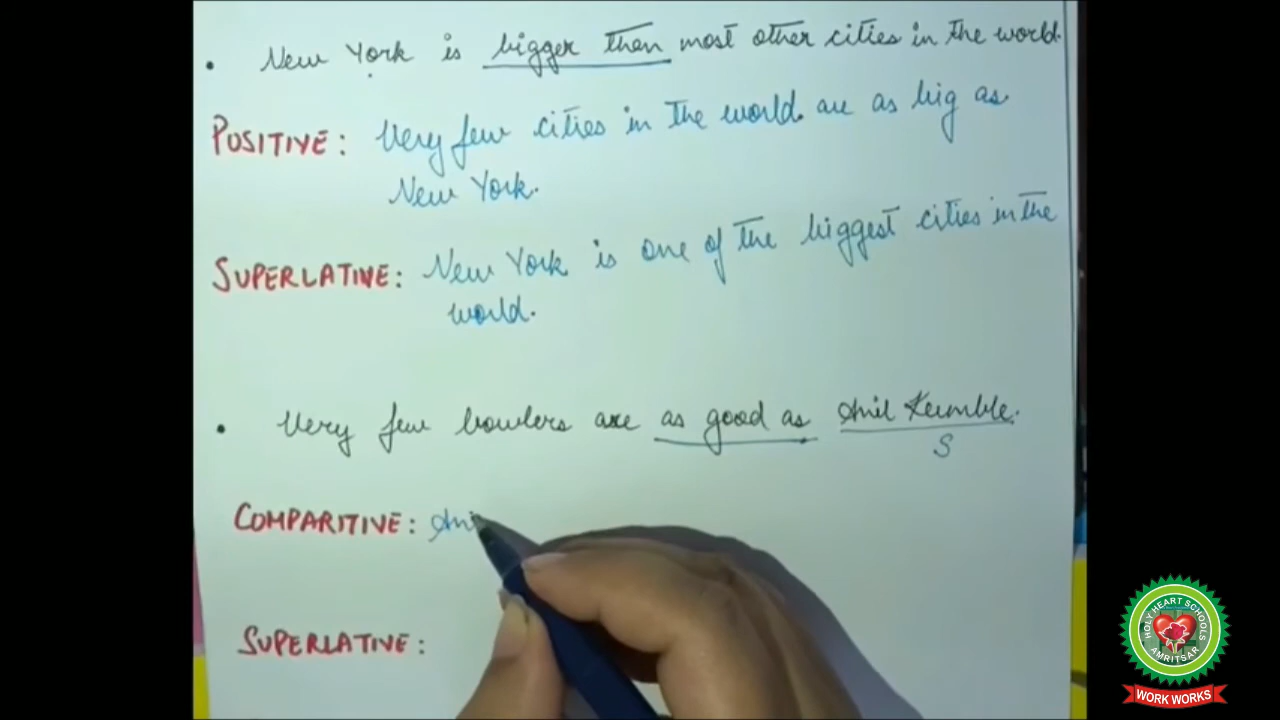 • New York is bigger than most other cities in the world.
POSITIVE: Very few cities in the world are as big as
New York.
SUPERLATIVE: New York is one of the biggest cities in the
world.
• Very few bowlers are as good as Anil Kumble.
S
COMPARITIVE: Ani
SUPERLATIVE:
HOLY HEART SCHOOLS
AMRITSAR
WORK WORKS